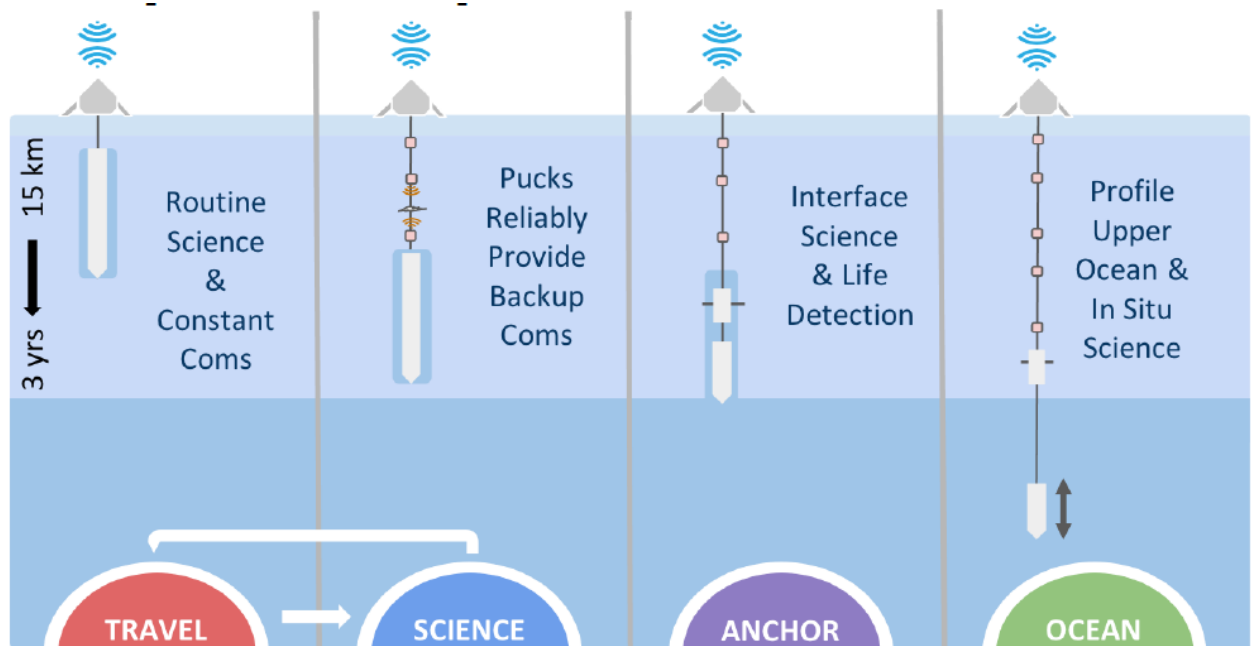 15 km
3 yrs
Routine
Science
&
Constant
Coms
Pucks
Reliably
Provide
Backup
Coms
Interface
Science
& Life
Detection
Profile
Upper
Ocean &
In Situ
Science
TRAVEL
SCIENCE
ANCHOR
OCEAN